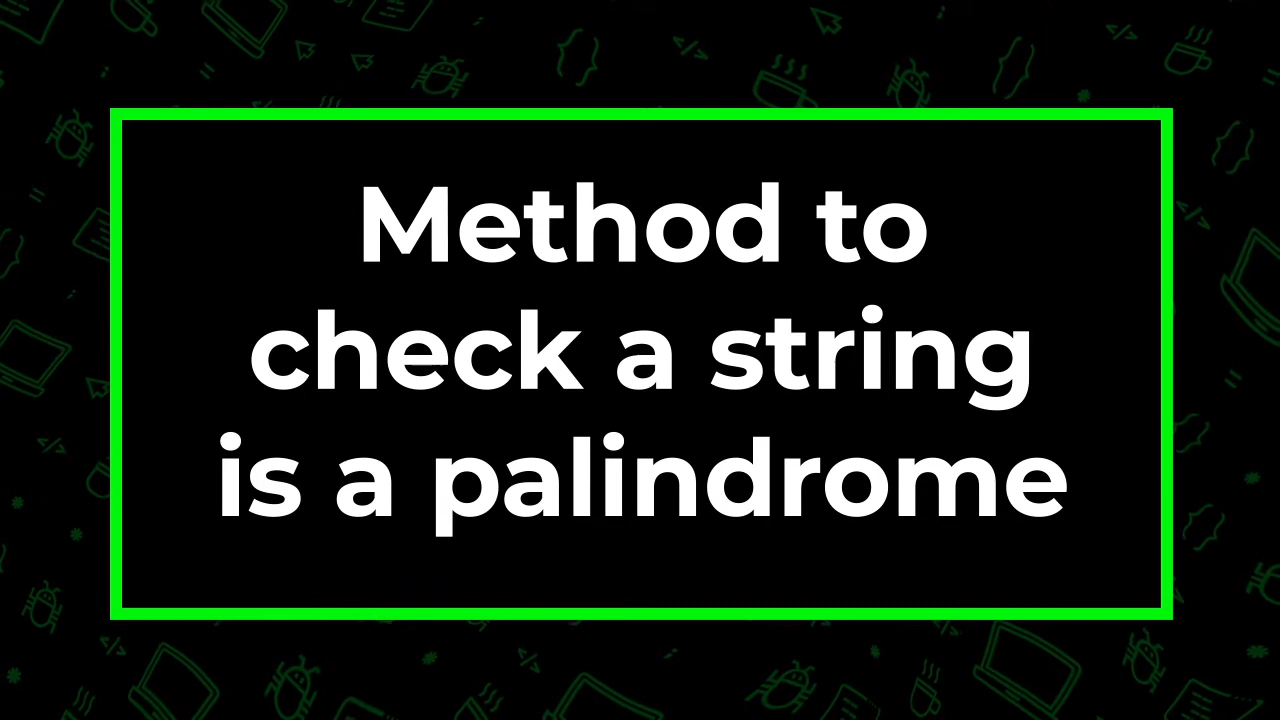 Method to
check a string
is a palindrome